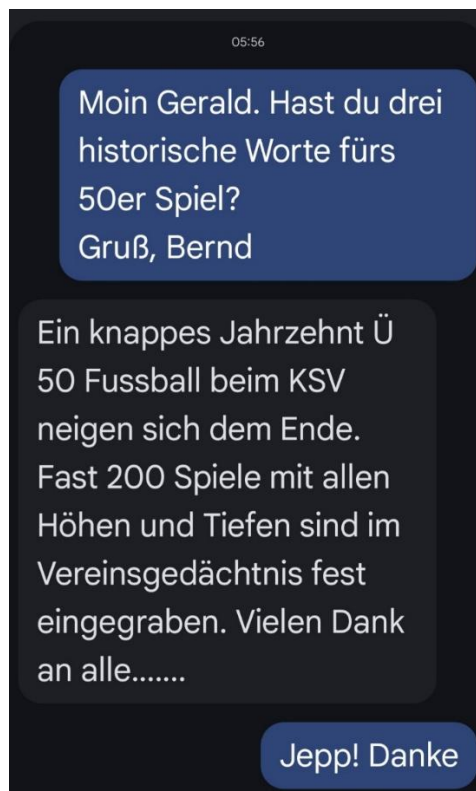 05:56
Moin Gerald. Hast du drei
historische Worte fürs
50er Spiel?
Gruß, Bernd
Ein knappes Jahrzehnt Ü
50 Fussball beim KSV
neigen sich dem Ende.
Fast 200 Spiele mit allen
Höhen und Tiefen sind im
Vereinsgedächtnis fest
eingegraben. Vielen Dank
an alle.......
Jepp! Danke